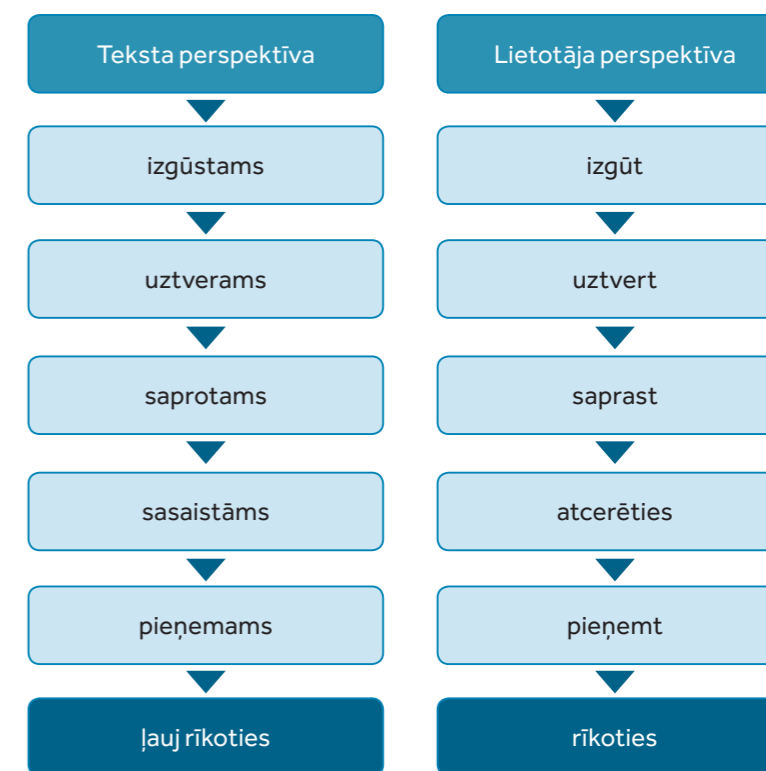 Teksta perspektīva
izgūstams
uztverams
saprotams
sasaistāms
pieņemams
ļauj rīkoties
Lietotāja perspektīva
izgūt
uztvert
saprast
atcerēties
pieņemt
rīkoties